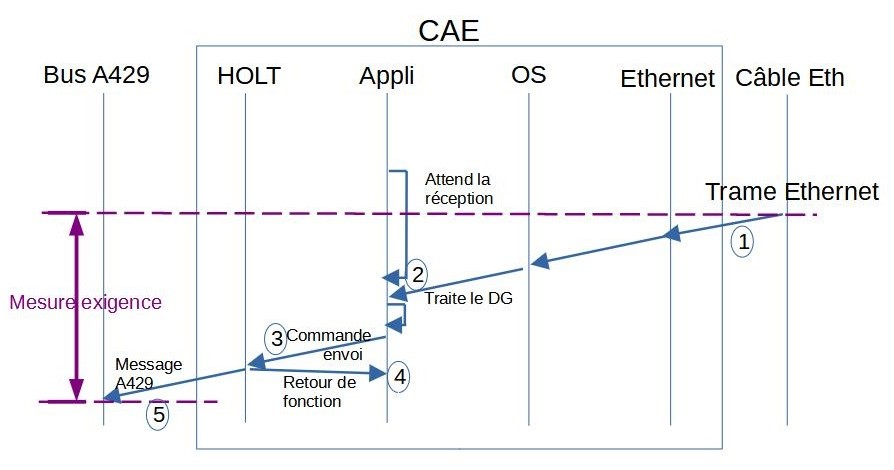 CAE
Bus A429
HOLT
Appli
OS
Ethernet
Câble Eth
Attend la
réception
Trame Ethernet
1
2
Traite le DG
Mesure exigence
3
Commande
envoi
Message
A429
Retour de
fonction
4
5